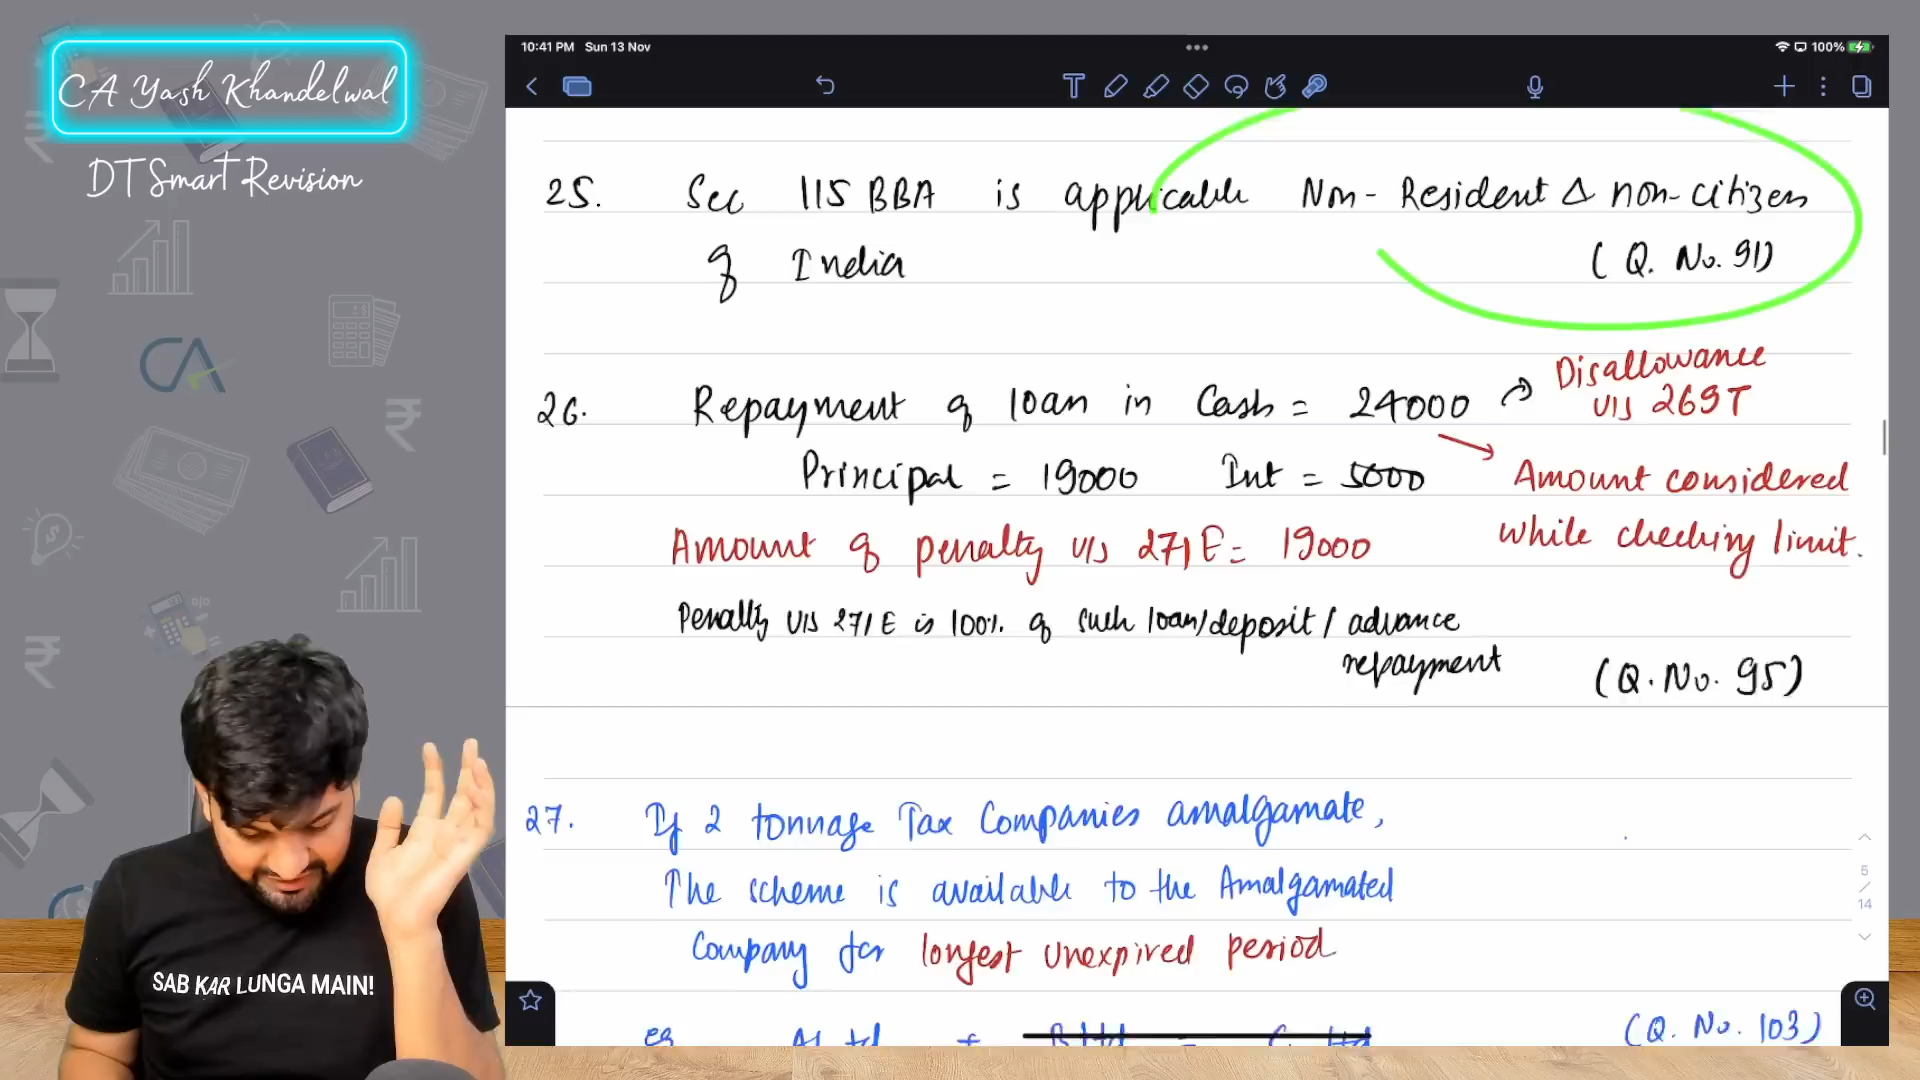 CA Yash Khandelwal
DT Smart Revision
10:41 PM Sun 13 Nov
100%
25. Sec 115 BBA is applicable Non-Resident & non-citizen
of India
(Q. No. 91)
26. Repayment of loan in Cash = 24000 → Disallowance
u/s 269T
Principal = 19000 Int = 5000
Amount considered
while checking limit.
Amount of penalty u/s 271E = 19000
Penalty u/s 271E is 100% of such loan/deposit/advance
repayment
(Q. No. 95)
27. If 2 tonnage Tax Companies amalgamate,
The scheme is available to the Amalgamated
Company for longest unexpired period
(Q. No. 103)
5
/
14
SAB KAR LUNGA MAIN!
CA